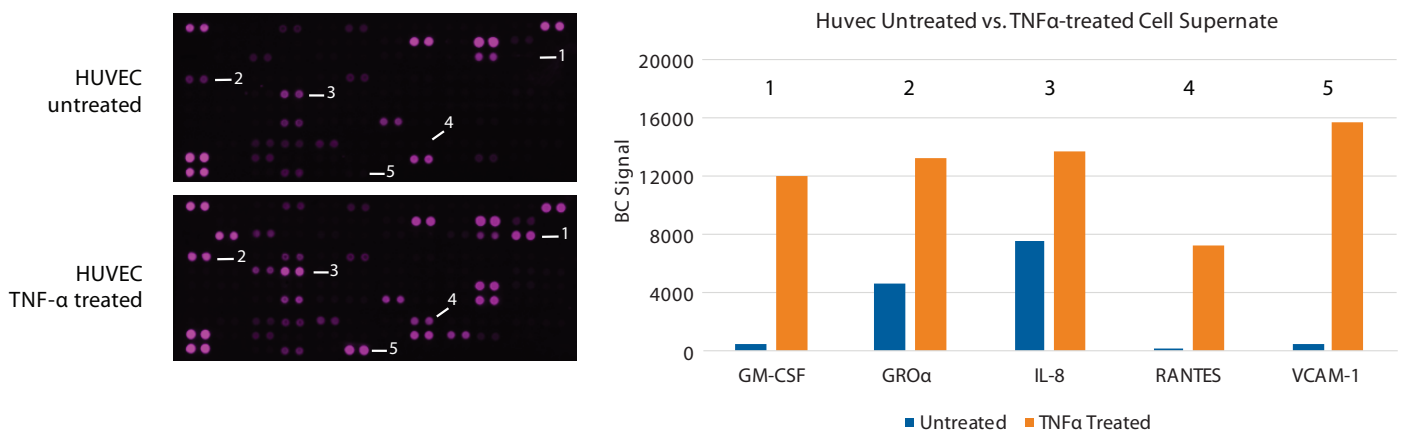 HUVEC
untreated
1
2
3
4
5
HUVEC
TNF-α treated
1
2
3
4
5
Huvec Untreated vs. TNFα-treated Cell Supernate
BC Signal
20000
16000
12000
8000
4000
0
1 2 3 4 5
GM-CSF GROα IL-8 RANTES VCAM-1
Untreated TNFα Treated